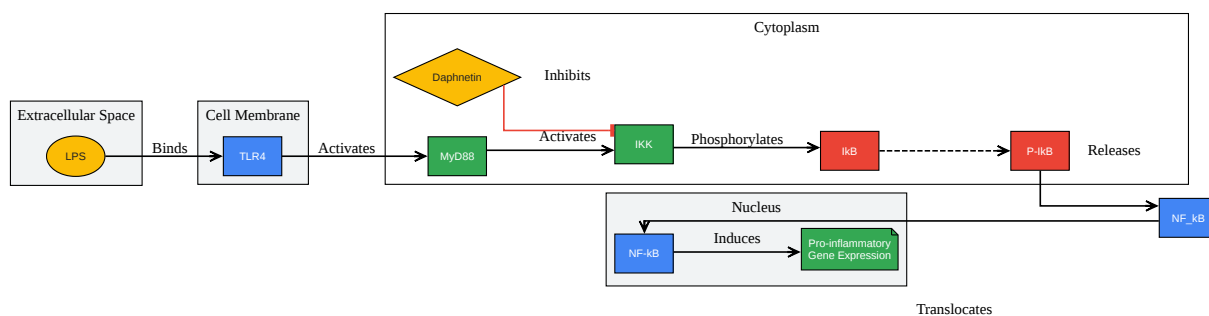 Cytoplasm
Daphnetin
Inhibits
Extracellular Space
Cell Membrane
LPS
Binds
TLR4
Activates
MyD88
Activates
IKK
Phosphorylates
IkB
P-IkB
Releases
Nucleus
NF_kB
NF-kB
Induces
Pro-inflammatory
Gene Expression
Translocates